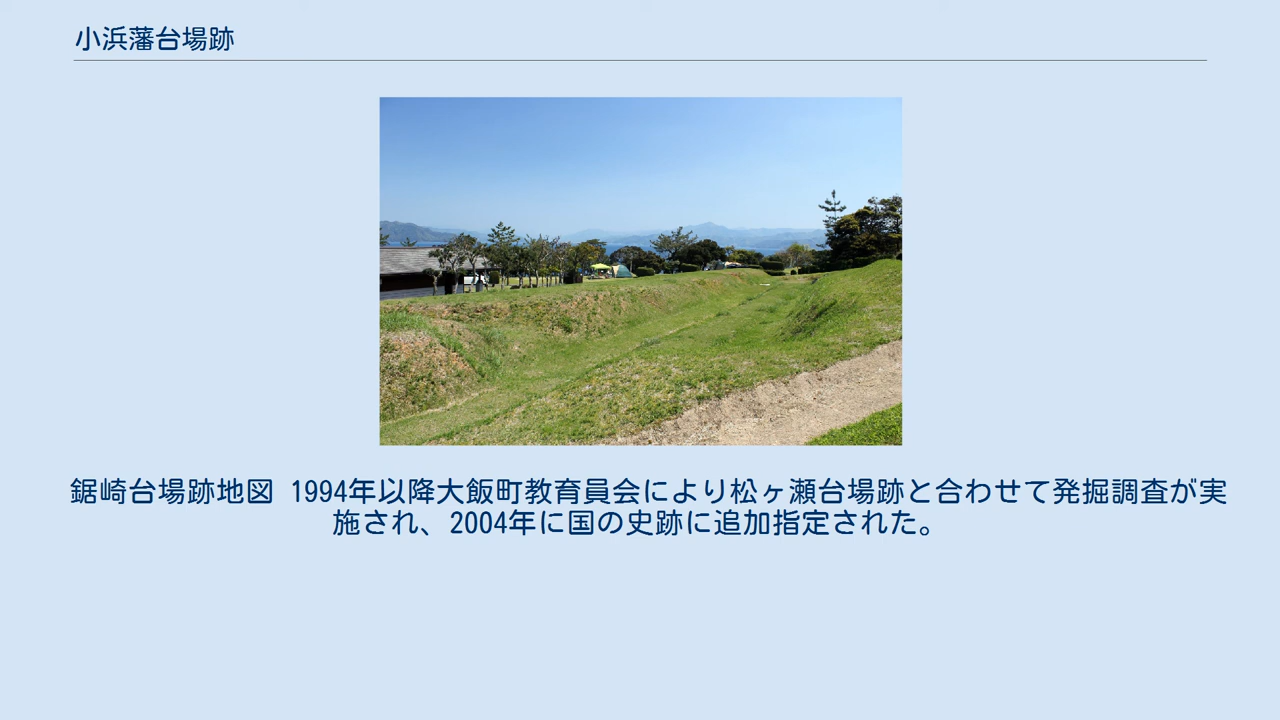 小浜藩台場跡
鋸崎台場跡地図 1994年以降大飯町教育員会により松ヶ瀬台場跡と合わせて発掘調査が実
施され、2004年に国の史跡に追加指定された。